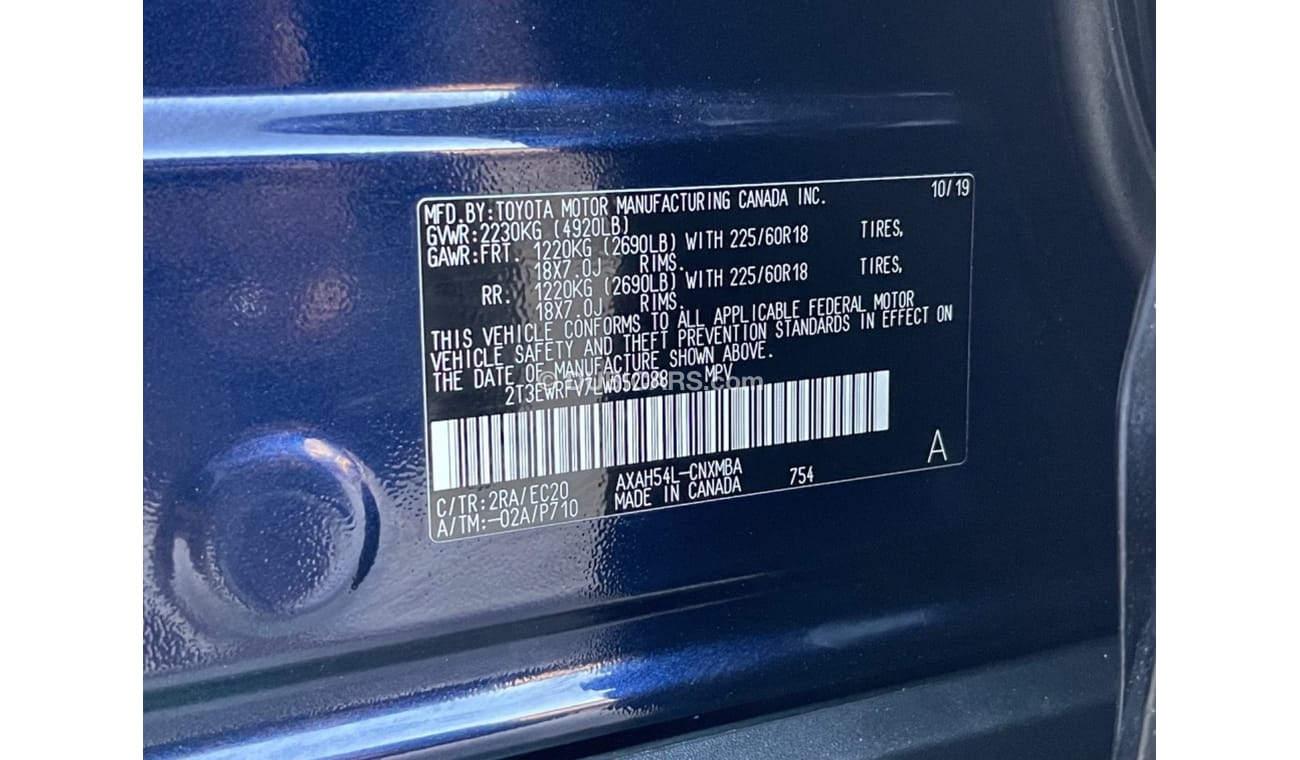 MFD.BY:TOYOTA MOTOR MANUFACTURING CANADA INC. 10/19
GVWR:2230KG (4920LB)
GAWR:FRT. 1220KG (2690LB) WITH 225/60R18 TIRES,
18X7.0J RIMS.
RR. 1220KG (2690LB) WITH 225/60R18 TIRES,
18X7.0J RIMS.
THIS VEHICLE CONFORMS TO ALL APPLICABLE FEDERAL MOTOR
VEHICLE SAFETY AND THEFT PREVENTION STANDARDS IN EFFECT ON
THE DATE OF MANUFACTURE SHOWN ABOVE.
2T3EWRFV7LW052088 MPV
A
C/TR:2RA/EC20 AXAH54L-CNXMBA 754
A/TM:-02A/P710 MADE IN CANADA